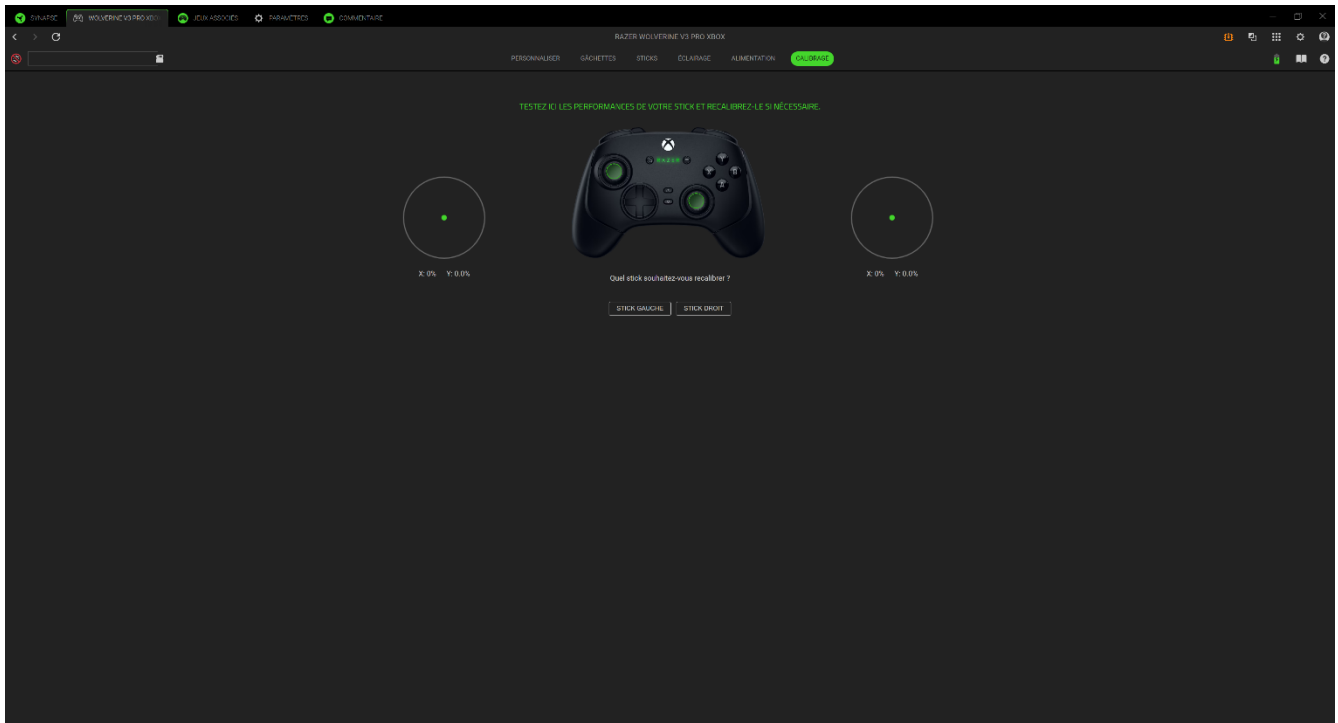 SYNAPSE WOLVERINE V3 PRO XBOX JEUX ASSOCIÉS PARAMÈTRES COMMENTAIRE
RAZER WOLVERINE V3 PRO XBOX
PERSONNALISER GÂCHETTES STICKS ÉCLAIRAGE ALIMENTATION CALIBRAGE
TESTEZ ICI LES PERFORMANCES DE VOTRE STICK ET RECALIBREZ-LE SI NÉCESSAIRE.
RAZER
Y
X B
A
X: 0% Y: 0.0% X: 0% Y: 0.0%
Quel stick souhaitez-vous recalibrer ?
STICK GAUCHE STICK DROIT